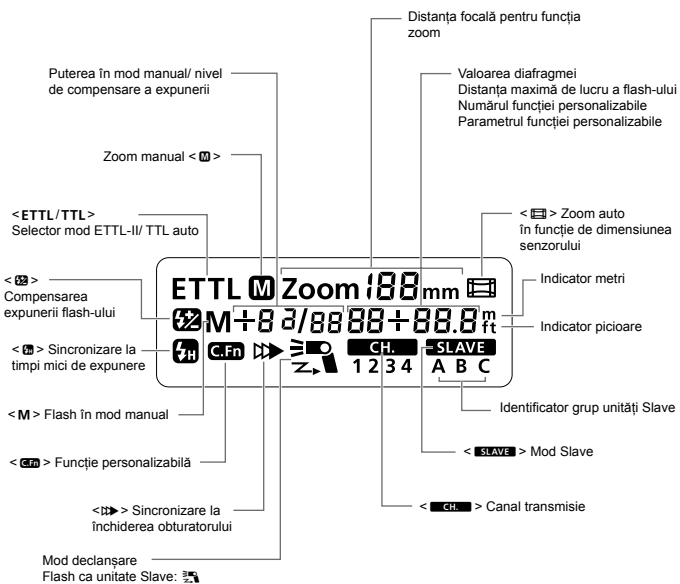 Distanța focală pentru funcția
zoom
Puterea în mod manual/ nivel
de compensare a expunerii
Valoarea diafragmei
Distanța maximă de lucru a flash-ului
Numărul funcției personalizabile
Parametrul funcției personalizabile
Zoom manual <M>
<ETTL/TTL>
Selector mod ETTL-II/ TTL auto
< > Zoom auto
în funcție de dimensiunea
senzorului
< >
Compensarea
expunerii flash-ului
ETTL M Zoom 188mm
M+8 8/88 88+88.8 m ft
H C.Fn CH. SLAVE
1 2 3 4 A B C
Indicator metri
Indicator picioare
< H > Sincronizare la
timpi mici de expunere
<M> Flash în mod manual
Identificator grup unități Slave
< C.Fn > Funcție personalizabilă
< SLAVE > Mod Slave
< > Sincronizare la
închiderea obturatorului
< CH. > Canal transmisie
Mod declanșare
Flash ca unitate Slave: